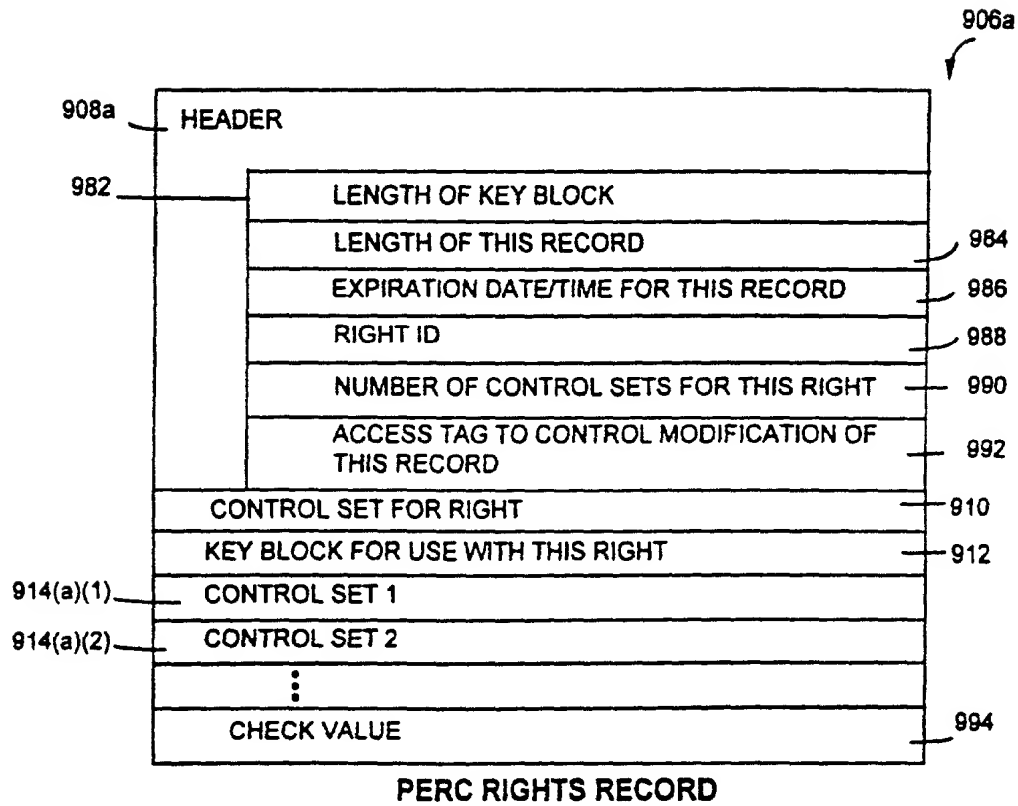 906a
908a HEADER
982 LENGTH OF KEY BLOCK
LENGTH OF THIS RECORD 984
EXPIRATION DATE/TIME FOR THIS RECORD 986
RIGHT ID 988
NUMBER OF CONTROL SETS FOR THIS RIGHT 990
ACCESS TAG TO CONTROL MODIFICATION OF
THIS RECORD 992
CONTROL SET FOR RIGHT 910
KEY BLOCK FOR USE WITH THIS RIGHT 912
914(a)(1) CONTROL SET 1
914(a)(2) CONTROL SET 2
CHECK VALUE 994
PERC RIGHTS RECORD